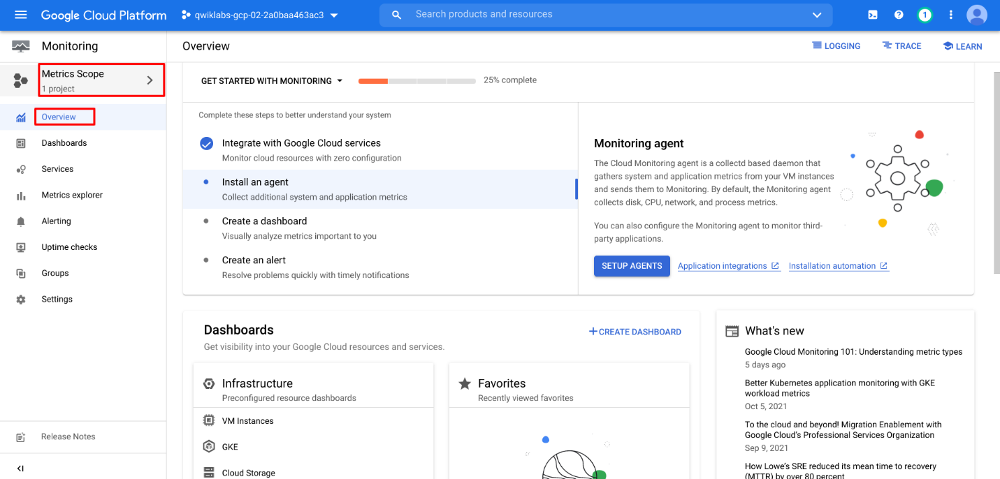 Google Cloud Platform
qwiklabs-gcp-02-2a0baa463ac3
Search products and resources
1
Monitoring
Metrics Scope
1 project
Overview
Dashboards
Services
Metrics explorer
Alerting
Uptime checks
Groups
Settings
Release Notes
Overview
LOGGING
TRACE
LEARN
GET STARTED WITH MONITORING
25% complete
Complete these steps to better understand your system
Integrate with Google Cloud services
Monitor cloud resources with zero configuration
Install an agent
Collect additional system and application metrics
Create a dashboard
Visually analyze metrics important to you
Create an alert
Resolve problems quickly with timely notifications
Monitoring agent
The Cloud Monitoring agent is a collectd based daemon that
gathers system and application metrics from your VM instances
and sends them to Monitoring. By default, the Monitoring agent
collects disk, CPU, network, and process metrics.
You can also configure the Monitoring agent to monitor third-
party applications.
SETUP AGENTS
Application integrations
Installation automation
Dashboards
Get visibility into your Google Cloud resources and services.
+CREATE DASHBOARD
Infrastructure
Preconfigured resource dashboards
VM Instances
GKE
Cloud Storage
Favorites
Recently viewed favorites
What's new
Google Cloud Monitoring 101: Understanding metric types
5 days ago
Better Kubernetes application monitoring with GKE
workload metrics
Oct 5, 2021
To the cloud and beyond! Migration Enablement with
Google Cloud's Professional Services Organization
Sep 9, 2021
How Lowe's SRE reduced its mean time to recovery
(MTTR) by over 80 percent